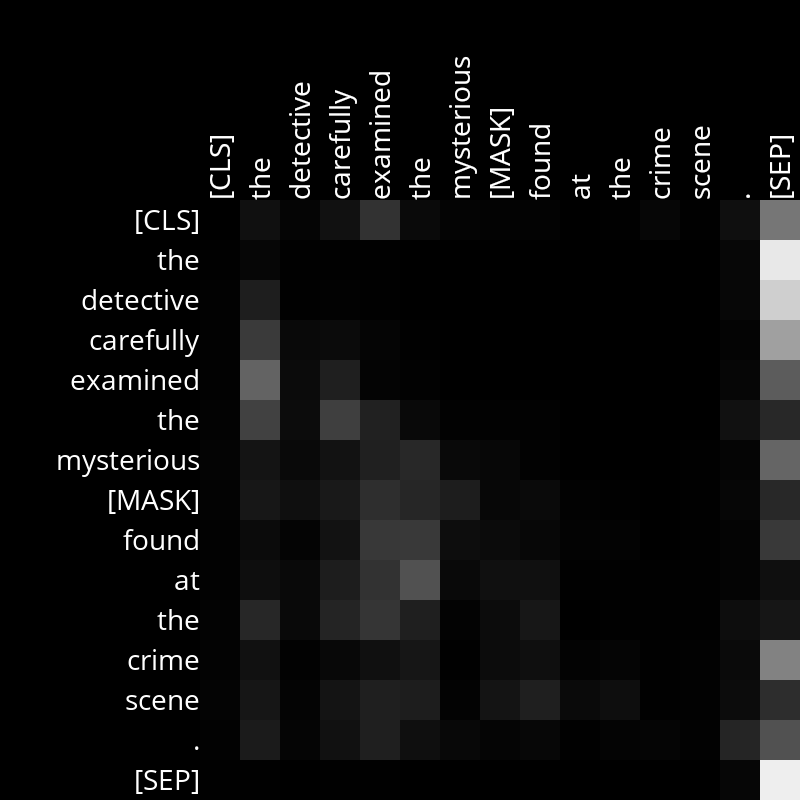 [CLS]
the
detective
carefully
examined
the
mysterious
[MASK]
found
at
the
crime
scene
.
[SEP]
[CLS]
the
detective
carefully
examined
the
mysterious
[MASK]
found
at
the
crime
scene
.
[SEP]